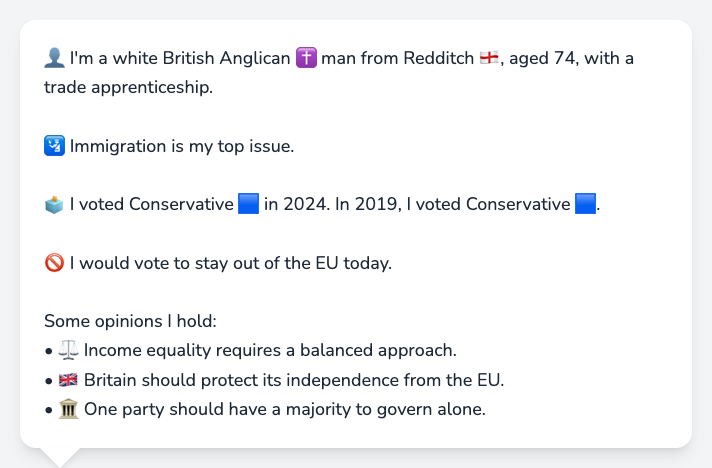 👤 I'm a white British Anglican ✝️ man from Redditch 🏴󠁧󠁢󠁥󠁮󠁧󠁿, aged 74, with a
trade apprenticeship.
🛂 Immigration is my top issue.
🗳️ I voted Conservative 🟦 in 2024. In 2019, I voted Conservative 🟦.
🚫 I would vote to stay out of the EU today.
Some opinions I hold:
• ⚖️ Income equality requires a balanced approach.
• 🇬🇧 Britain should protect its independence from the EU.
• 🏛️ One party should have a majority to govern alone.